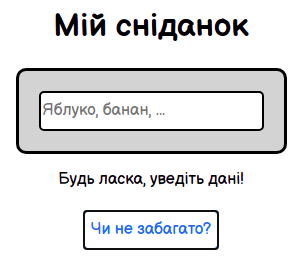 Мій сніданок
Яблуко, банан, ...
Будь ласка, уведіть дані!
Чи не забагато?